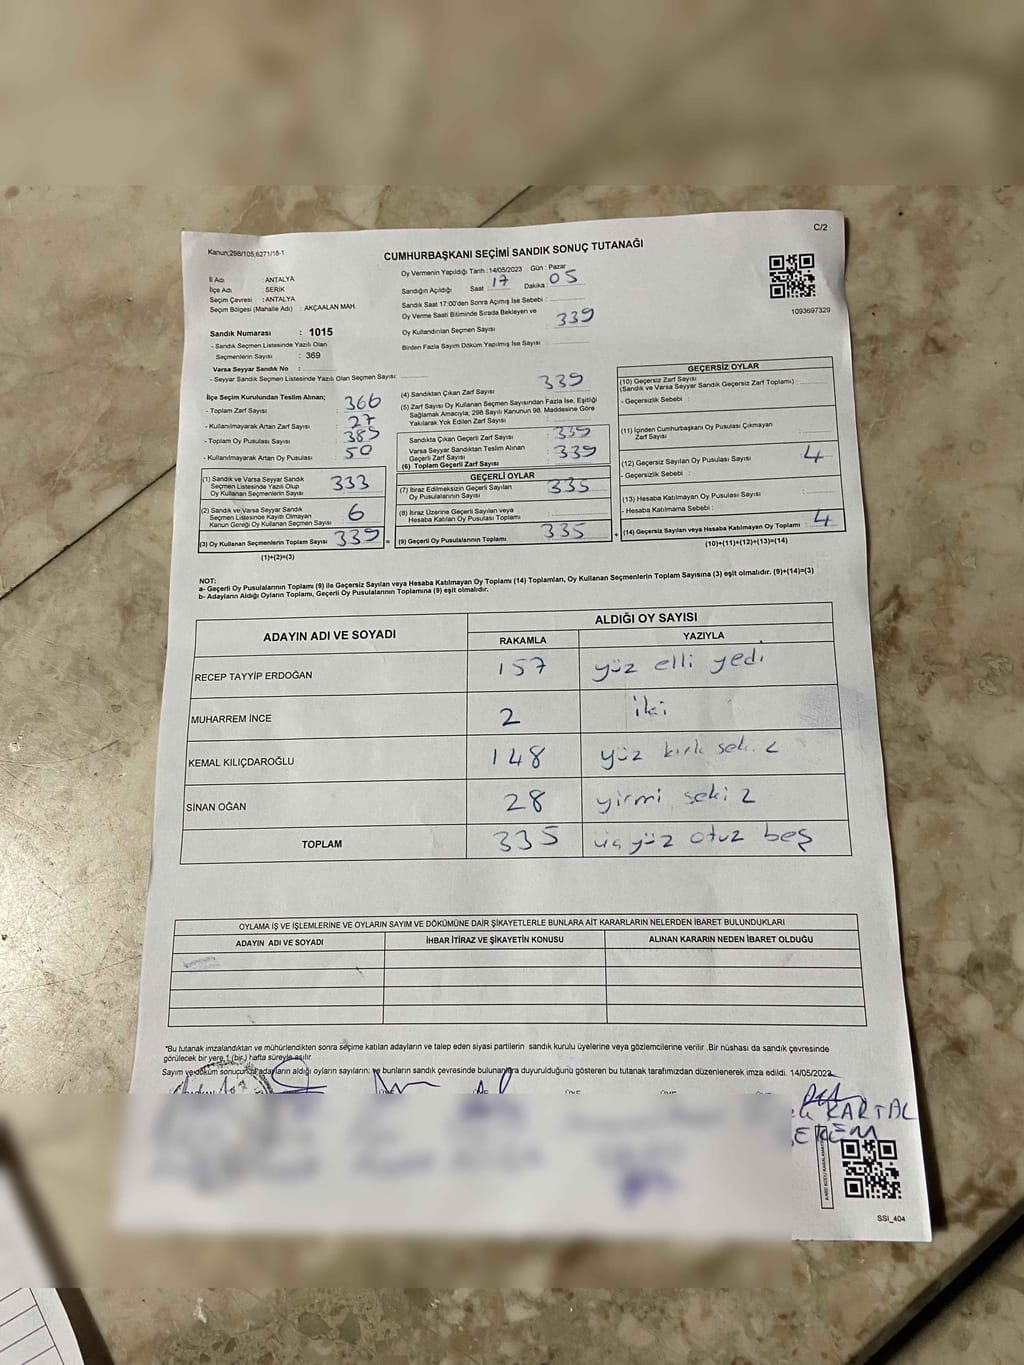 C/2
Kanun;298/105;6271/18-1
CUMHURBAŞKANI SEÇİMİ SANDIK SONUÇ TUTANAĞI
İl Adı : ANTALYA
İlçe Adı : SERİK
Seçim Çevresi : ANTALYA
Seçim Bölgesi (Mahalle Adı) : AKÇAALAN MAH.
Sandık Numarası : 1015
- Sandık Seçmen Listesinde Yazılı Olan
Seçmenlerin Sayısı : 369
Varsa Seyyar Sandık No :
- Seyyar Sandık Seçmen Listesinde Yazılı Olan Seçmen Sayısı:
Oy Vermenin Yapıldığı Tarih : 14/05/2023 Gün : Pazar
Sandığın Açıldığı Saat 17 Dakika 05
Sandık Saat 17:00'den Sonra Açımış İse Sebebi :
Oy Verme Saati Bitiminde Sırada Bekleyen ve
Oy Kullandırılan Seçmen Sayısı : 339
Birden Fazla Sayım Döküm Yapılmış İse Sayısı :
1093697329
İlçe Seçim Kurulundan Teslim Alınan;
- Toplam Zarf Sayısı : 366
- Kullanılmayarak Artan Zarf Sayısı : 27
- Toplam Oy Pusulası Sayısı : 389
- Kullanılmayarak Artan Oy Pusulası : 50
(1) Sandık ve Varsa Seyyar Sandık
Seçmen Listesinde Yazılı Olup
Oy Kullanan Seçmenlerin Sayısı 333
(2) Sandık ve Varsa Seyyar Sandık
Seçmen Listesinde Kayıtlı Olmayan
Kanun Gereği Oy Kullanan Seçmen Sayısı 6
(3) Oy Kullanan Seçmenlerin Toplam Sayısı 339 =
(1)+(2)=(3)
(4) Sandıktan Çıkan Zarf Sayısı : 339
(5) Zarf Sayısı Oy Kullanan Seçmen Sayısından Fazla İse, Eşitliği
Sağlamak Amacıyla; 298 Sayılı Kanunun 98. Maddesine Göre
Yakılarak Yok Edilen Zarf Sayısı :
Sandıkta Çıkan Geçerli Zarf Sayısı : 339
Varsa Seyyar Sandıktan Teslim Alınan
Geçerli Zarf Sayısı
(6) Toplam Geçerli Zarf Sayısı : 339
GEÇERLİ OYLAR
(7) İtiraz Edilmeksizin Geçerli Sayılan
Oy Pusulalarının Sayısı : 335
(8) İtiraz Üzerine Geçerli Sayılan veya
Hesaba Katılan Oy Pusulası Toplamı :
(9) Geçerli Oy Pusulalarının Toplamı 335 +
GEÇERSİZ OYLAR
(10) Geçersiz Zarf Sayısı
(Sandık ve Varsa Seyyar Sandık Geçersiz Zarf Toplamı) :
- Geçersizlik Sebebi :
(11) İçinden Cumhurbaşkanı Oy Pusulası Çıkmayan
Zarf Sayısı :
(12) Geçersiz Sayılan Oy Pusulası Sayısı : 4
- Geçersizlik Sebebi :
(13) Hesaba Katılmayan Oy Pusulası Sayısı :
- Hesaba Katılmama Sebebi :
(14) Geçersiz Sayılan veya Hesaba Katılmayan Oy Toplamı : 4
(10)+(11)+(12)+(13)=(14)
NOT:
a- Geçerli Oy Pusulalarının Toplamı (9) ile Geçersiz Sayılan veya Hesaba Katılmayan Oy Toplamı (14) Toplamları, Oy Kullanan Seçmenlerin Toplam Sayısına (3) eşit olmalıdır. (9)+(14)=(3)
b- Adayların Aldığı Oyların Toplamı, Geçerli Oy Pusulalarının Toplamına (9) eşit olmalıdır.
ADAYIN ADI VE SOYADI ALDIĞI OY SAYISI
RAKAMLA YAZIYLA
RECEP TAYYİP ERDOĞAN 157 yüz elli yedi
MUHARREM İNCE 2 iki
KEMAL KILIÇDAROĞLU 148 yüz kırk sekiz
SİNAN OĞAN 28 yirmi sekiz
TOPLAM 335 üç yüz otuz beş
OYLAMA İŞ VE İŞLEMLERİNE VE OYLARIN SAYIM VE DÖKÜMÜNE DAİR ŞİKAYETLERLE BUNLARA AİT KARARLARIN NELERDEN İBARET BULUNDUKLARI
ADAYIN ADI VE SOYADI İHBAR İTİRAZ VE ŞİKAYETİN KONUSU ALINAN KARARIN NEDEN İBARET OLDUĞU
*Bu tutanak imzalandıktan ve mühürlendikten sonra seçime katılan adayların ve talep eden siyasi partilerin sandık kurulu üyelerine veya gözlemcilerine verilir .Bir nüshası da sandık çevresinde
görülecek bir yere 1 (bir) hafta süreyle asılır.
Sayım ve döküm sonucunda adayların aldığı oyların sayılarını; ve bunların sandık çevresinde bulunanlara duyurulduğunu gösteren bu tutanak tarafımızdan düzenlenerek imza edildi. 14/05/2023
KARTAL
SSI_404